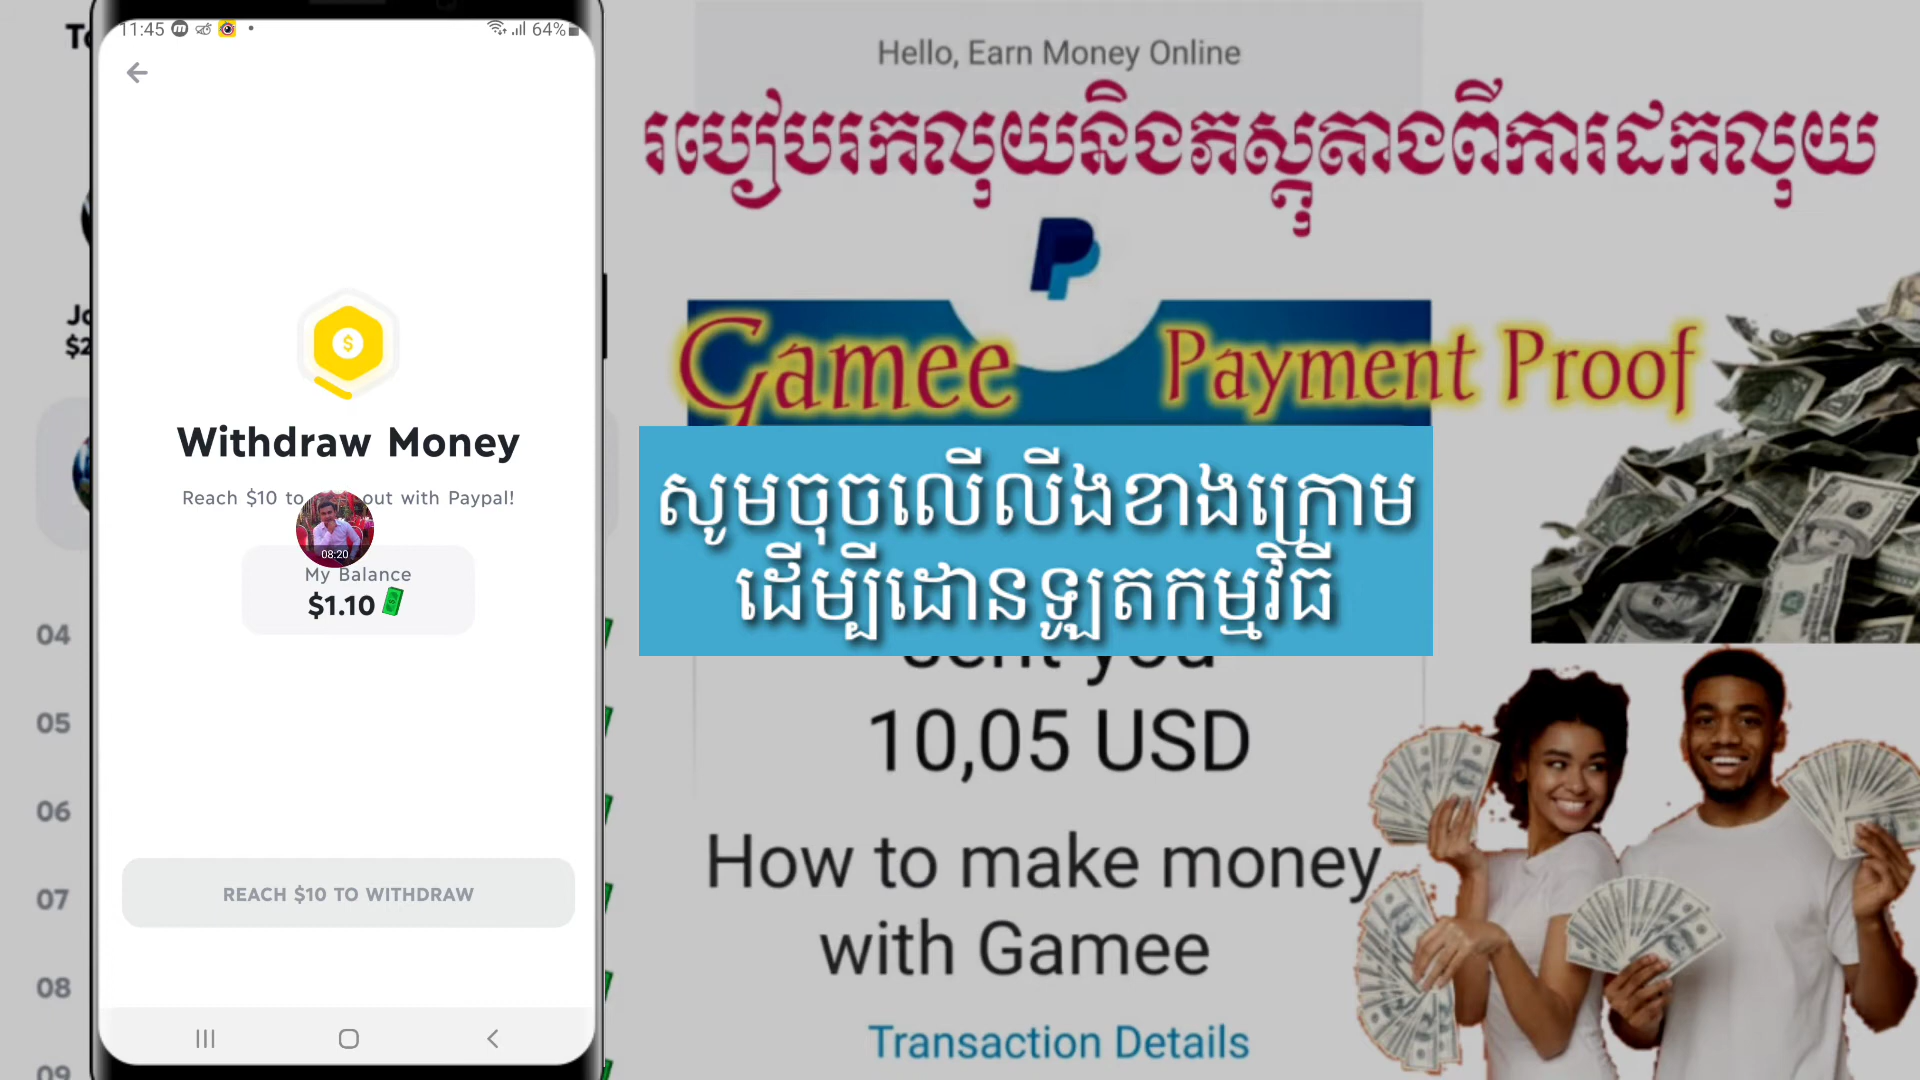 11:45
64%
Withdraw Money
Reach $10 to out with Paypal!
08:20
My Balance
$1.10
REACH $10 TO WITHDRAW
04
05
06
07
08
09
Hello, Earn Money Online
របៀបរកលុយនិងភស្តុតាងពីការដកលុយ
Gamee Payment Proof
សូមចុចលើលីងខាងក្រោម
ដើម្បីដោនឡូតកម្មវិធី
sent you
10,05 USD
How to make money
with Gamee
Transaction Details